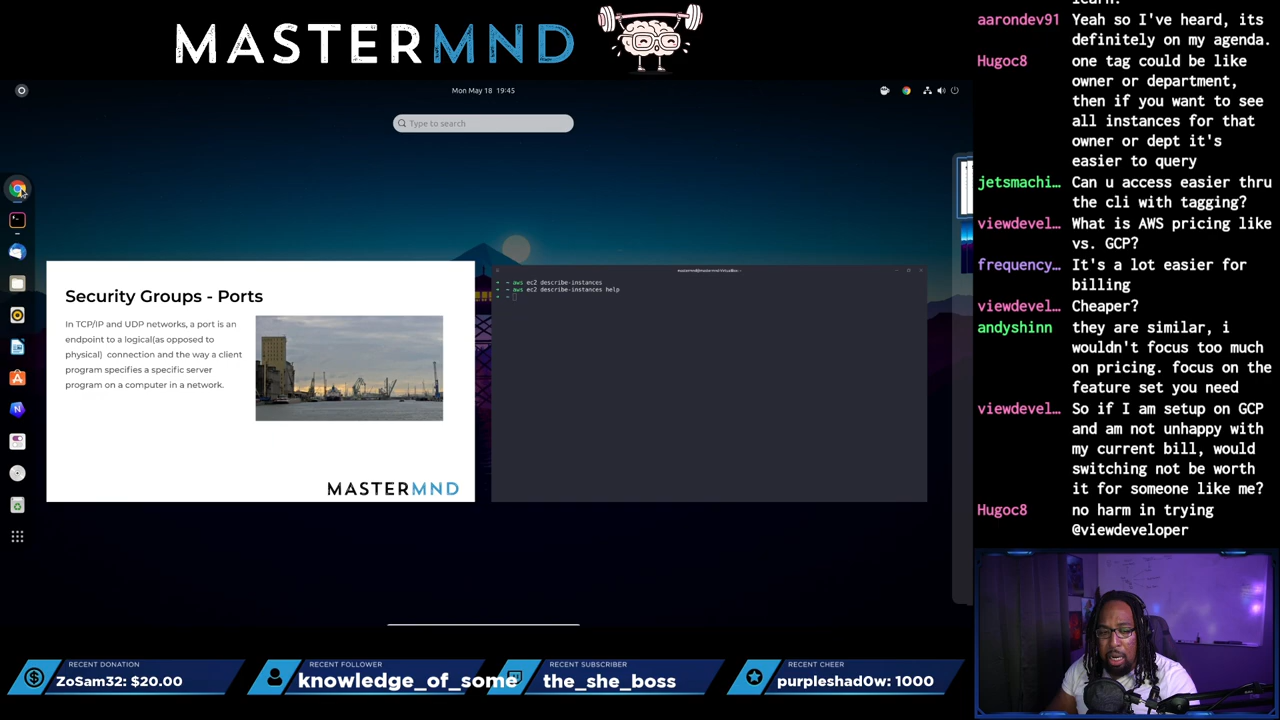 MASTERMND
Mon May 18 19:45
Type to search
Security Groups - Ports
In TCP/IP and UDP networks, a port is an
endpoint to a logical(as opposed to
physical) connection and the way a client
program specifies a specific server
program on a computer in a network.
MASTERMND
mastermnd@mastermnd-VirtualBox:~
~ aws ec2 describe-instances
~ aws ec2 describe-instances help
~
learn.
aarondev91 Yeah so I've heard, its
definitely on my agenda.
Hugoc8 one tag could be like
owner or department,
then if you want to see
all instances for that
owner or dept it's
easier to query
jetsmachi… Can u access easier thru
the cli with tagging?
viewdevel… What is AWS pricing like
vs. GCP?
frequency… It's a lot easier for
billing
viewdevel… Cheaper?
andyshinn they are similar, i
wouldn't focus too much
on pricing. focus on the
feature set you need
viewdevel… So if I am setup on GCP
and am not unhappy with
my current bill, would
switching not be worth
it for someone like me?
Hugoc8 no harm in trying
@viewdeveloper
RECENT DONATION
ZoSam32: $20.00
RECENT FOLLOWER
knowledge_of_some
RECENT SUBSCRIBER
the_she_boss
RECENT CHEER
purpleshad0w: 1000